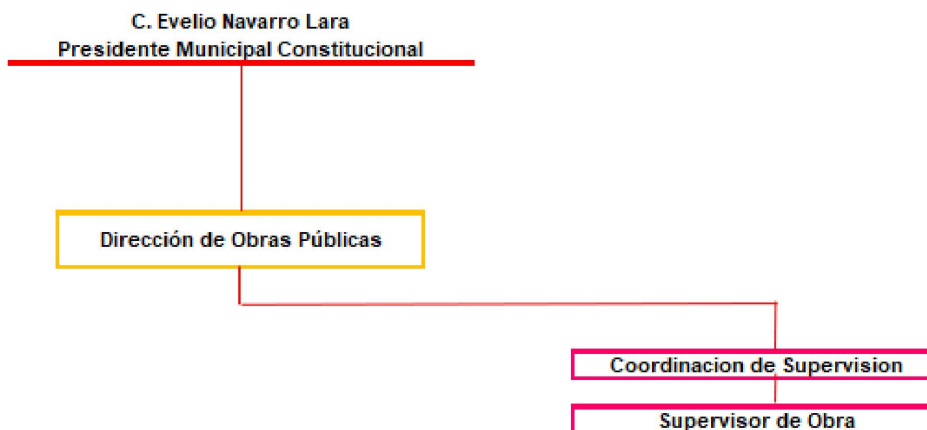 C. Evelio Navarro Lara
Presidente Municipal Constitucional
Dirección de Obras Públicas
Coordinacion de Supervision
Supervisor de Obra